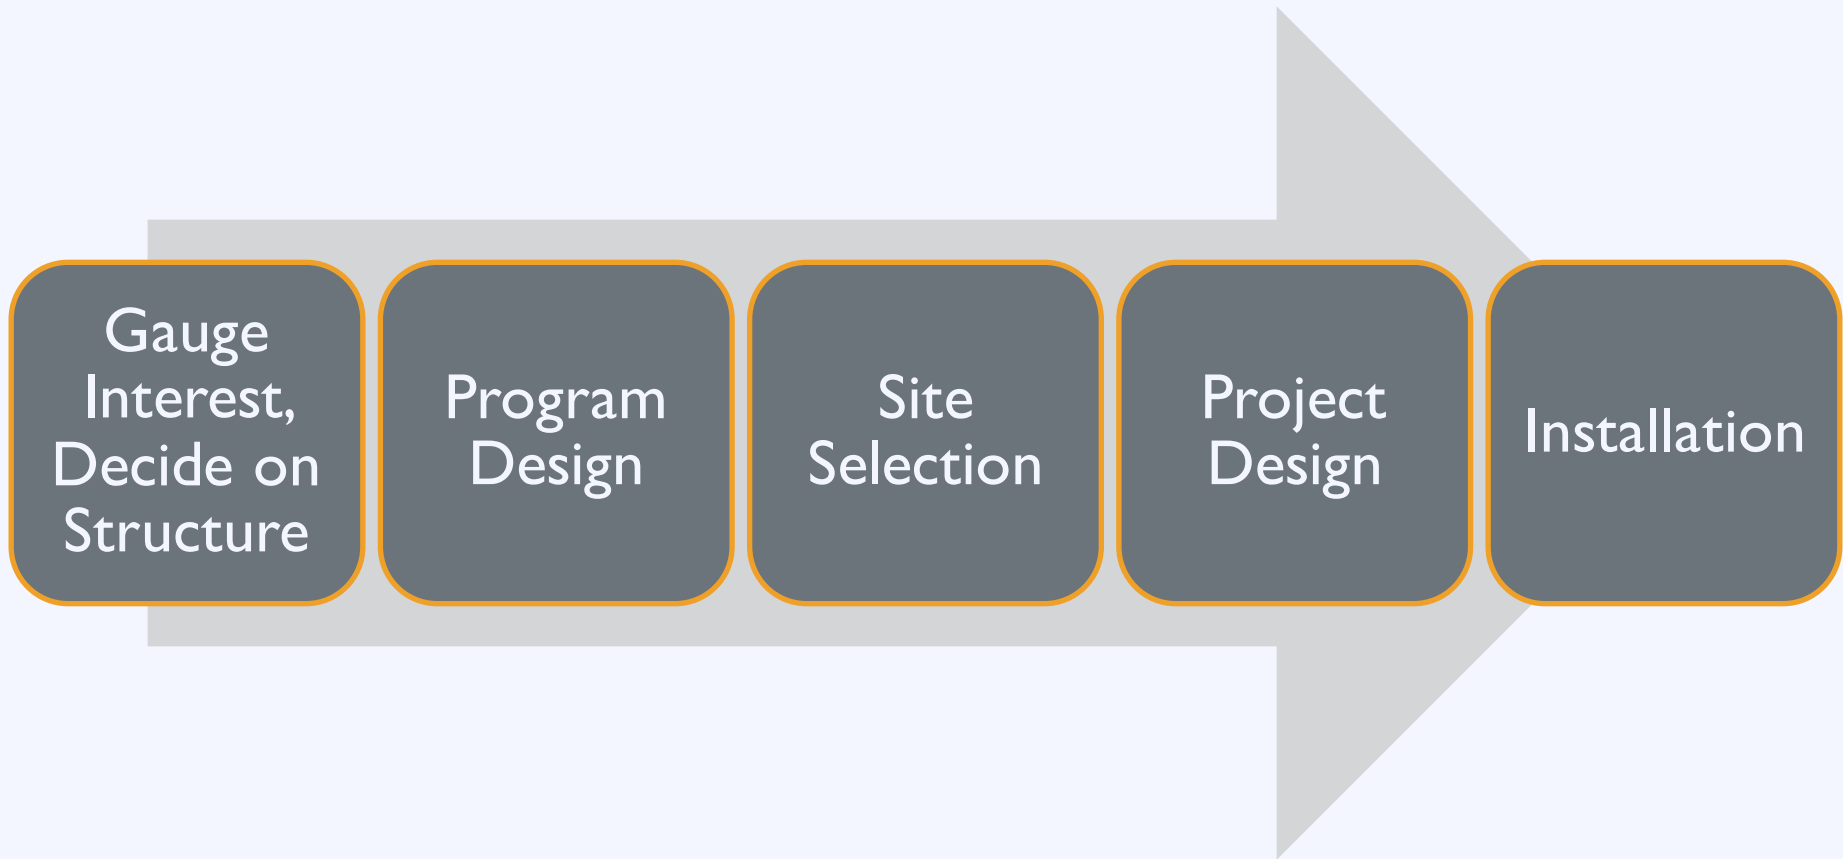 Gauge
Interest,
Decide on
Structure
Program
Design
Site
Selection
Project
Design
Installation